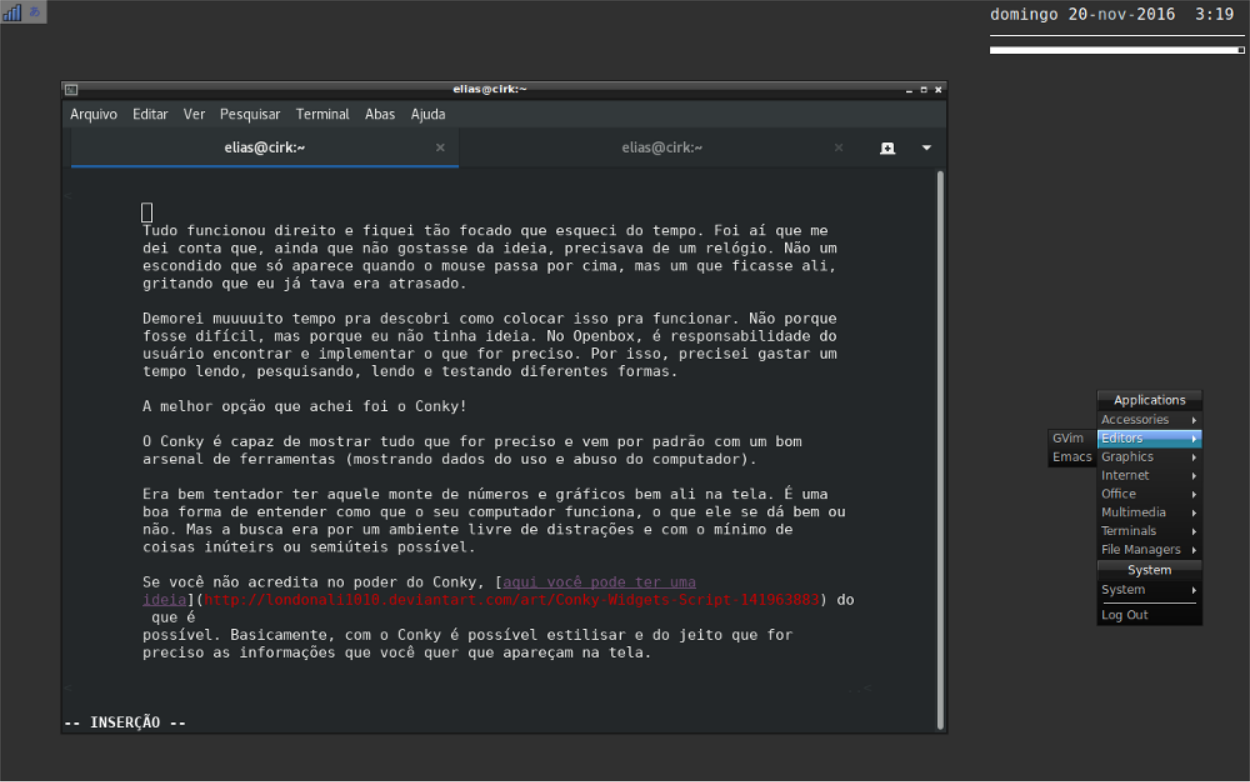 あ
domingo 20-nov-2016 3:19
elias@cirk:~
Arquivo Editar Ver Pesquisar Terminal Abas Ajuda
elias@cirk:~ elias@cirk:~
Tudo funcionou direito e fiquei tão focado que esqueci do tempo. Foi aí que me
dei conta que, ainda que não gostasse da ideia, precisava de um relógio. Não um
escondido que só aparece quando o mouse passa por cima, mas um que ficasse ali,
gritando que eu já tava era atrasado.
Demorei muuuuito tempo pra descobri como colocar isso pra funcionar. Não porque
fosse difícil, mas porque eu não tinha ideia. No Openbox, é responsabilidade do
usuário encontrar e implementar o que for preciso. Por isso, precisei gastar um
tempo lendo, pesquisando, lendo e testando diferentes formas.
A melhor opção que achei foi o Conky!
O Conky é capaz de mostrar tudo que for preciso e vem por padrão com um bom
arsenal de ferramentas (mostrando dados do uso e abuso do computador).
Era bem tentador ter aquele monte de números e gráficos bem ali na tela. É uma
boa forma de entender como que o seu computador funciona, o que ele se dá bem ou
não. Mas a busca era por um ambiente livre de distrações e com o mínimo de
coisas inúteirs ou semiúteis possível.
Se você não acredita no poder do Conky, [aqui você pode ter uma
ideia](http://londonali1010.deviantart.com/art/Conky-Widgets-Script-141963883) do
que é
possível. Basicamente, com o Conky é possível estilisar e do jeito que for
preciso as informações que você quer que apareçam na tela.
-- INSERÇÃO --
Applications
Accessories
Editors
Graphics
Internet
Office
Multimedia
Terminals
File Managers
System
System
Log Out
GVim
Emacs